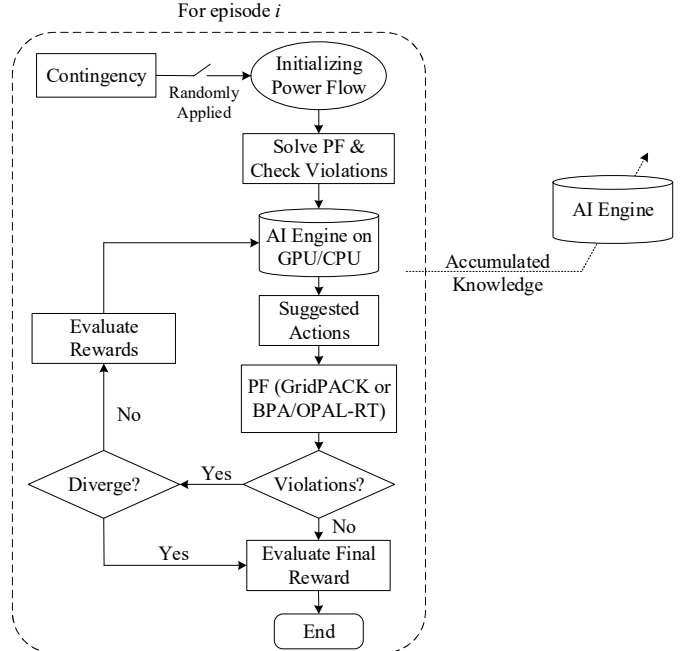 For episode i
Contingency
Randomly
Applied
Initializing
Power Flow
Solve PF &
Check Violations
AI Engine on
GPU/CPU
AI Engine
Accumulated
Knowledge
Suggested
Actions
Evaluate
Rewards
PF (GridPACK or
BPA/OPAL-RT)
No
Diverge?
Yes
Violations?
No
Yes
Evaluate Final
Reward
End